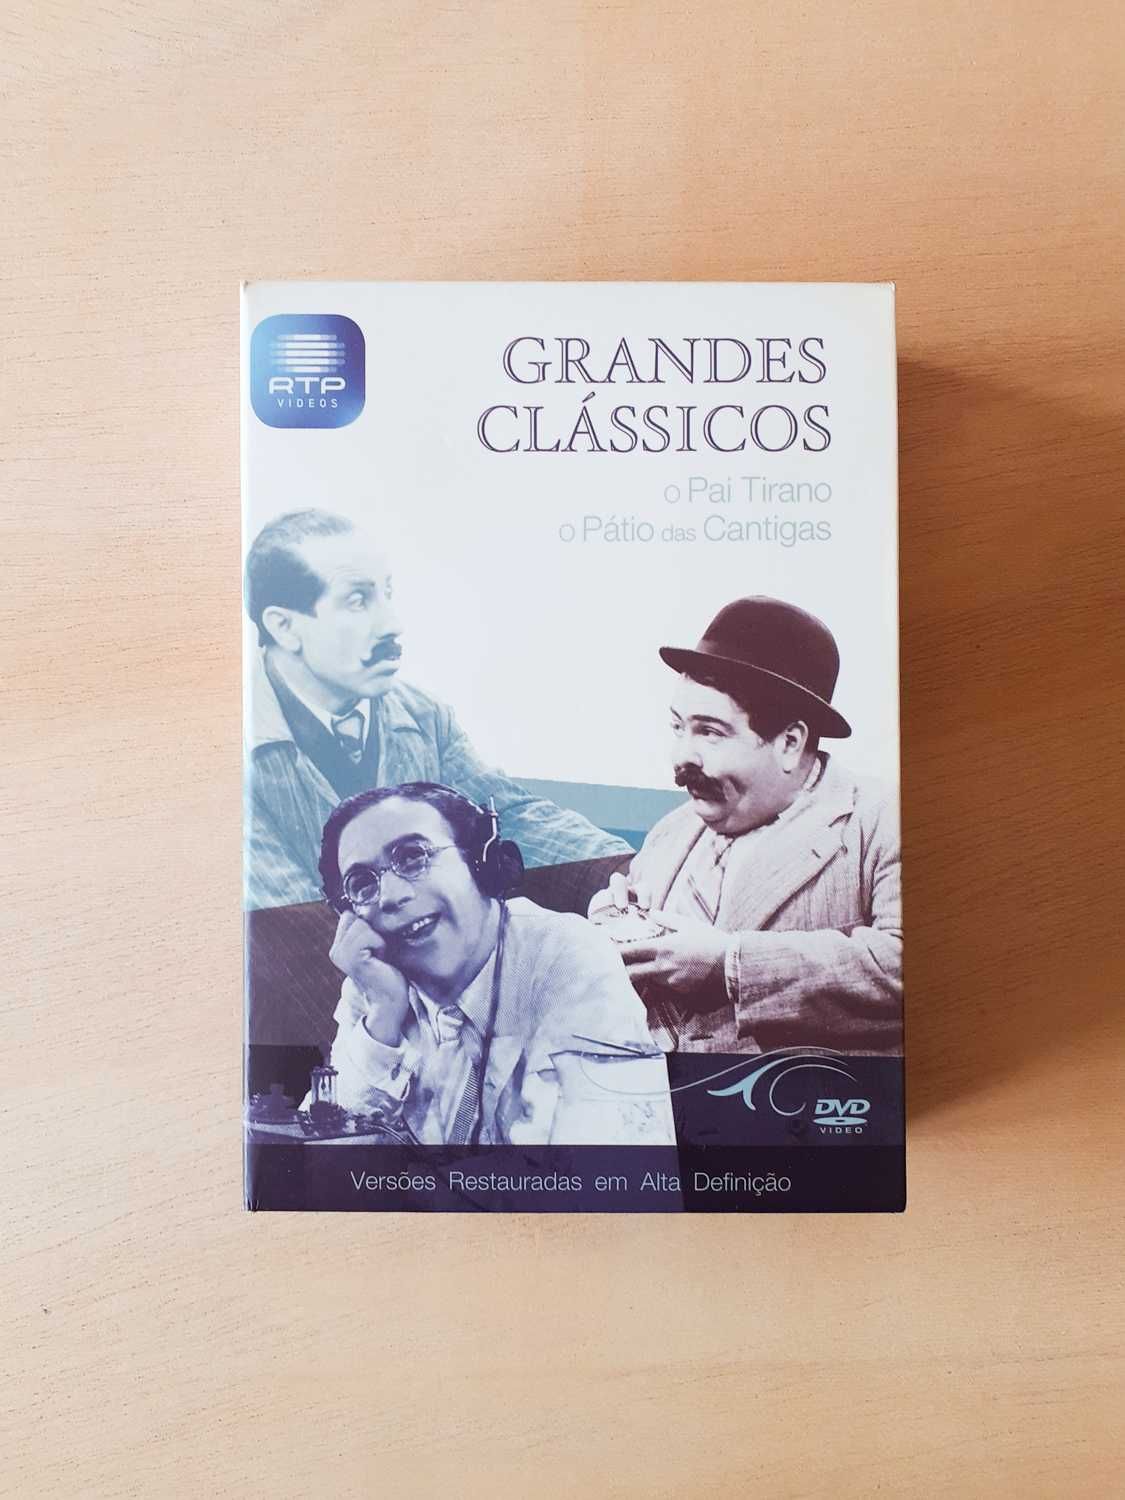 RTP
VIDEOS
GRANDES
CLÁSSICOS
O Pai Tirano
O Pátio das Cantigas
DVD
VIDEO
Versões Restauradas em Alta Definição